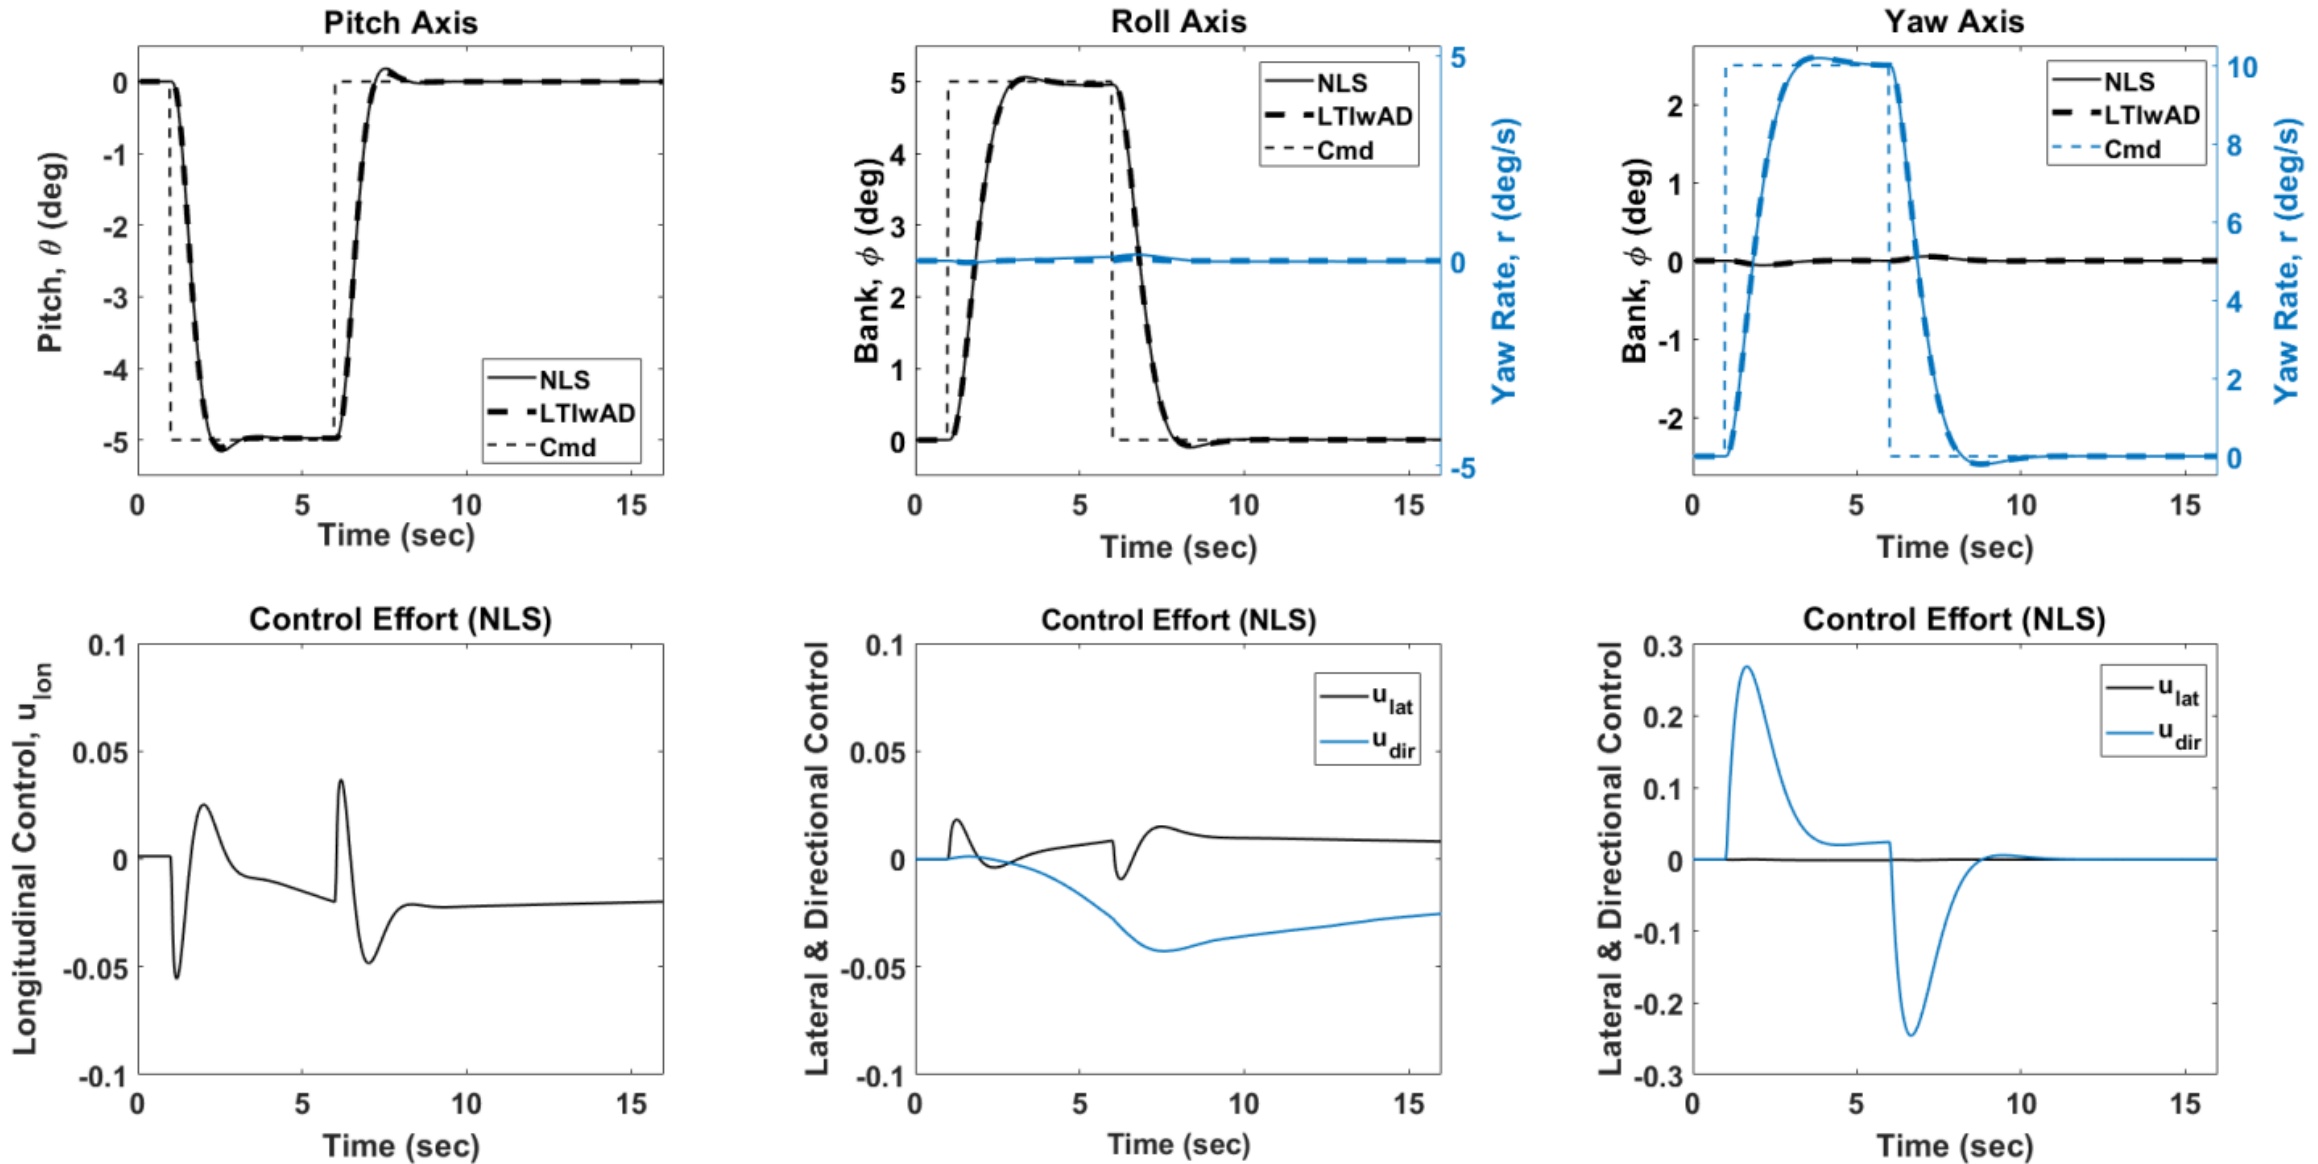 Pitch Axis
Pitch, θ (deg)
0
-1
-2
-3
-4
-5
NLS
LTIwAD
Cmd
0
5
10
15
Time (sec)
Roll Axis
Bank, ϕ (deg)
5
4
3
2
1
0
NLS
LTIwAD
Cmd
5
0
-5
Yaw Rate, r (deg/s)
0
5
10
15
Time (sec)
Yaw Axis
Bank, ϕ (deg)
2
1
0
-1
-2
NLS
LTIwAD
Cmd
10
8
6
4
2
0
Yaw Rate, r (deg/s)
0
5
10
15
Time (sec)
Control Effort (NLS)
Longitudinal Control, u_lon
0.1
0.05
0
-0.05
-0.1
0
5
10
15
Time (sec)
Control Effort (NLS)
Lateral & Directional Control
0.1
0.05
0
-0.05
-0.1
u_lat
u_dir
0
5
10
15
Time (sec)
Control Effort (NLS)
Lateral & Directional Control
0.3
0.2
0.1
0
-0.1
-0.2
-0.3
u_lat
u_dir
0
5
10
15
Time (sec)